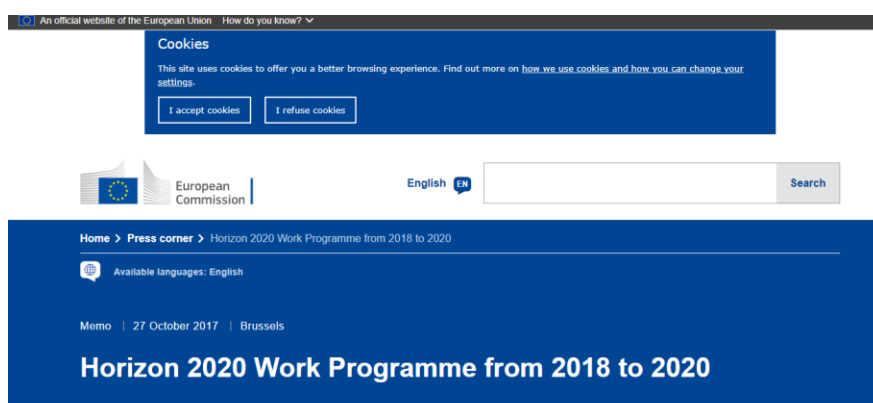 An official website of the European Union How do you know?
Cookies
This site uses cookies to offer you a better browsing experience. Find out more on how we use cookies and how you can change your
settings.
I accept cookies I refuse cookies
European
Commission
English EN
Search
Home > Press corner > Horizon 2020 Work Programme from 2018 to 2020
Available languages: English
Memo | 27 October 2017 | Brussels
Horizon 2020 Work Programme from 2018 to 2020